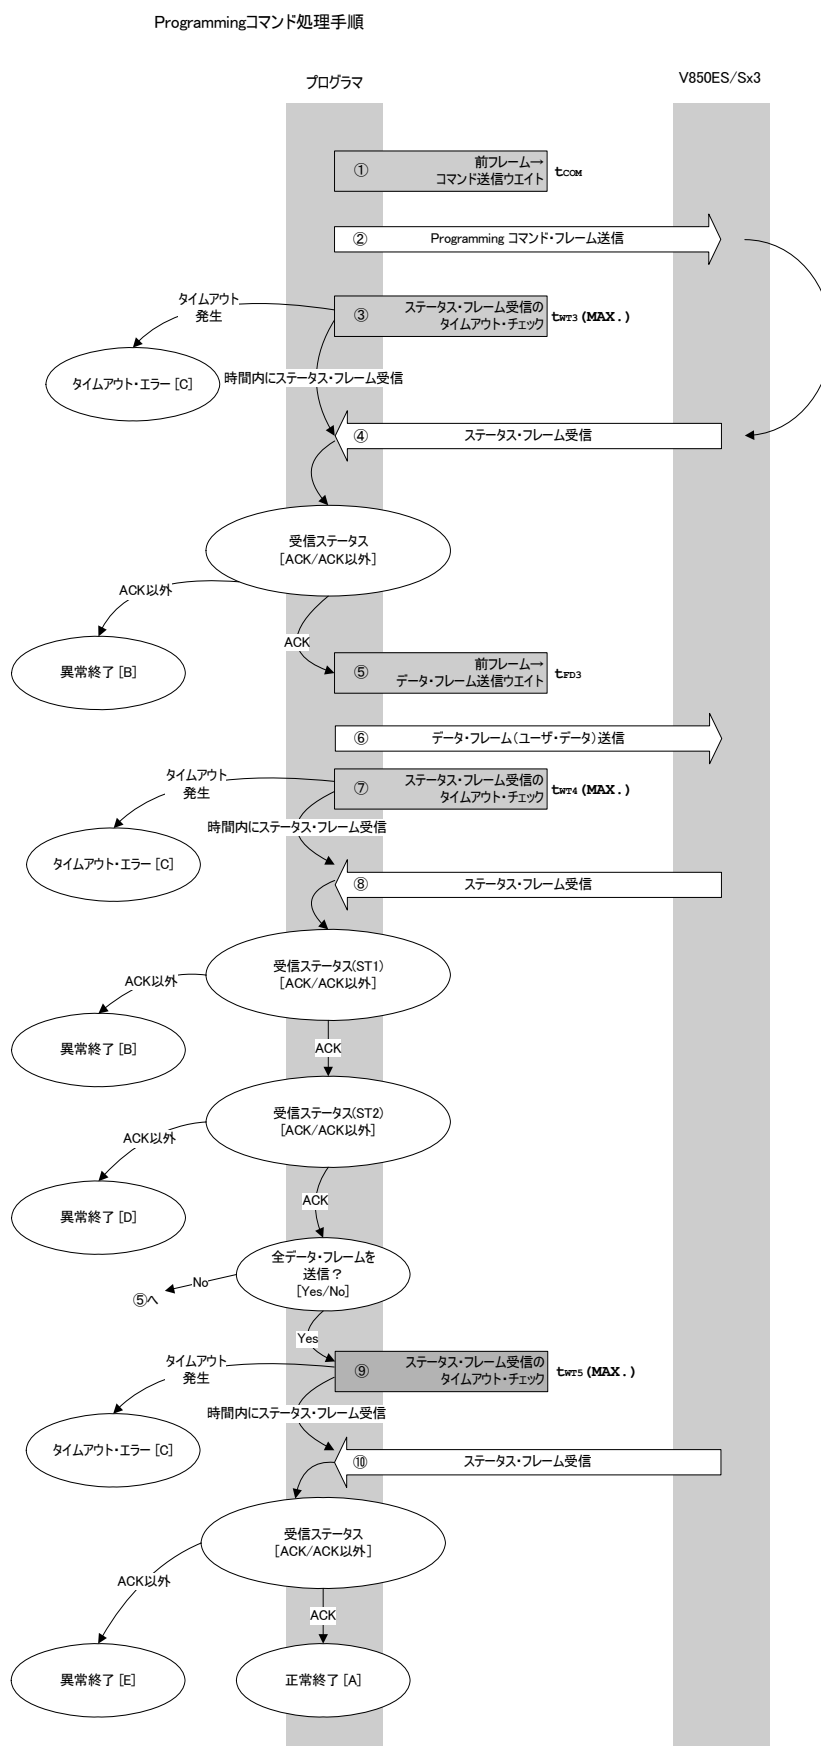 Programmingコマンド処理手順
プログラマ
V850ES/Sx3
①
前フレーム→
コマンド送信ウエイト
tCOM
②
Programming コマンド・フレーム送信
タイムアウト
発生
③
ステータス・フレーム受信の
タイムアウト・チェック
tWT3(MAX.)
タイムアウト・エラー [C]
時間内にステータス・フレーム受信
④
ステータス・フレーム受信
受信ステータス
[ACK/ACK以外]
ACK以外
異常終了 [B]
ACK
⑤
前フレーム→
データ・フレーム送信ウエイト
tFD3
⑥
データ・フレーム(ユーザ・データ)送信
タイムアウト
発生
⑦
ステータス・フレーム受信の
タイムアウト・チェック
tWT4(MAX.)
時間内にステータス・フレーム受信
タイムアウト・エラー [C]
⑧
ステータス・フレーム受信
受信ステータス(ST1)
[ACK/ACK以外]
ACK以外
異常終了 [B]
ACK
受信ステータス(ST2)
[ACK/ACK以外]
ACK以外
異常終了 [D]
ACK
全データ・フレームを
送信？
[Yes/No]
No
⑤へ
Yes
タイムアウト
発生
⑨
ステータス・フレーム受信の
タイムアウト・チェック
tWT5(MAX.)
時間内にステータス・フレーム受信
タイムアウト・エラー [C]
⑩
ステータス・フレーム受信
受信ステータス
[ACK/ACK以外]
ACK以外
ACK
異常終了 [E]
正常終了 [A]